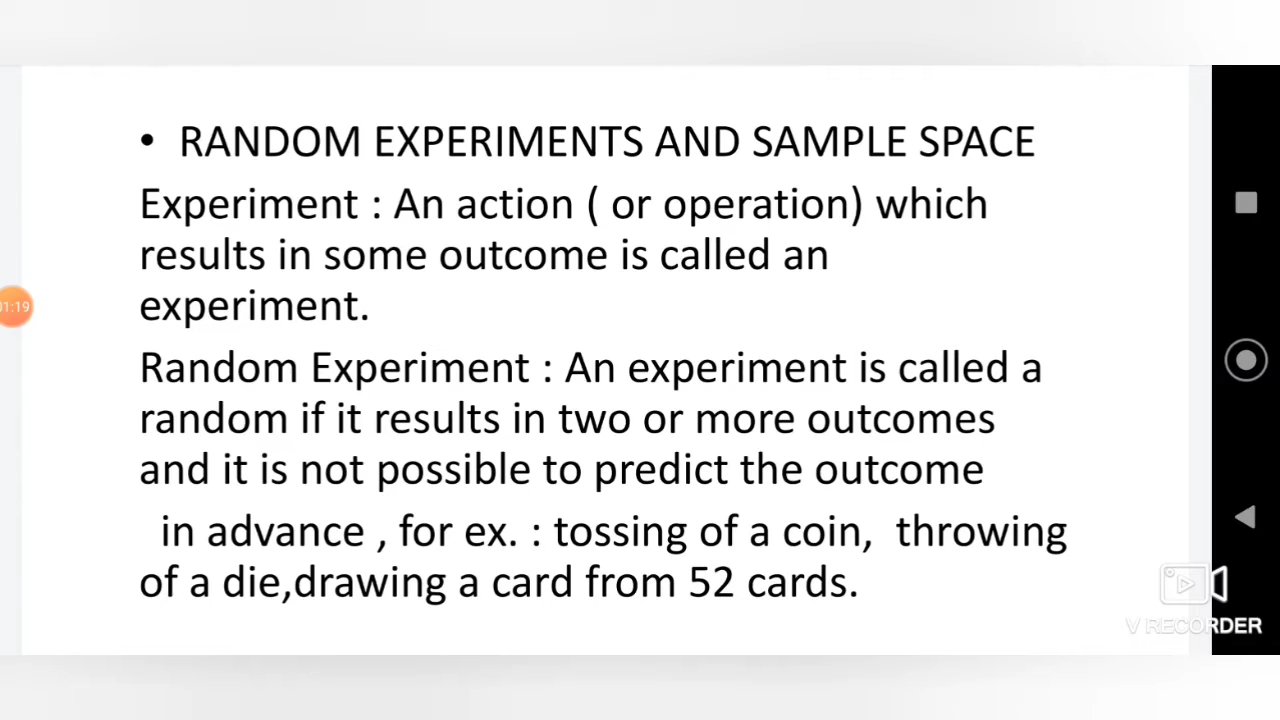 • RANDOM EXPERIMENTS AND SAMPLE SPACE
Experiment : An action ( or operation) which
results in some outcome is called an
experiment.
Random Experiment : An experiment is called a
random if it results in two or more outcomes
and it is not possible to predict the outcome
in advance , for ex. : tossing of a coin,  throwing
of a die,drawing a card from 52 cards.
01:19
V RECORDER